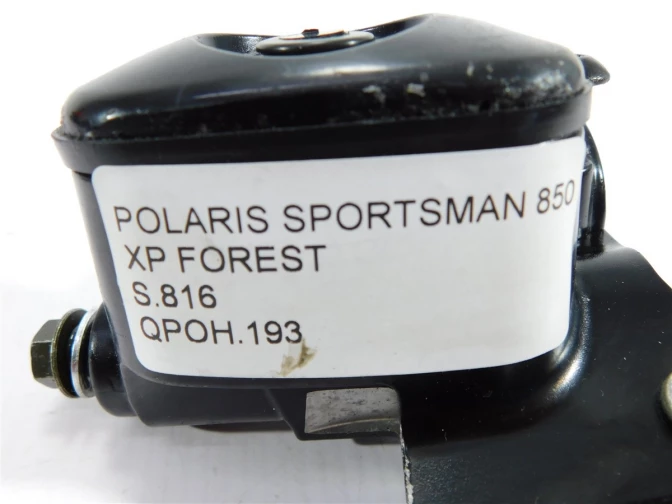 POLARIS SPORTSMAN 850
XP FOREST
S.816
QPOH.193